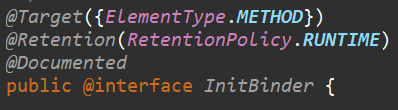 @Target({ElementType.METHOD})
@Retention(RetentionPolicy.RUNTIME)
@Documented
public @interface InitBinder {